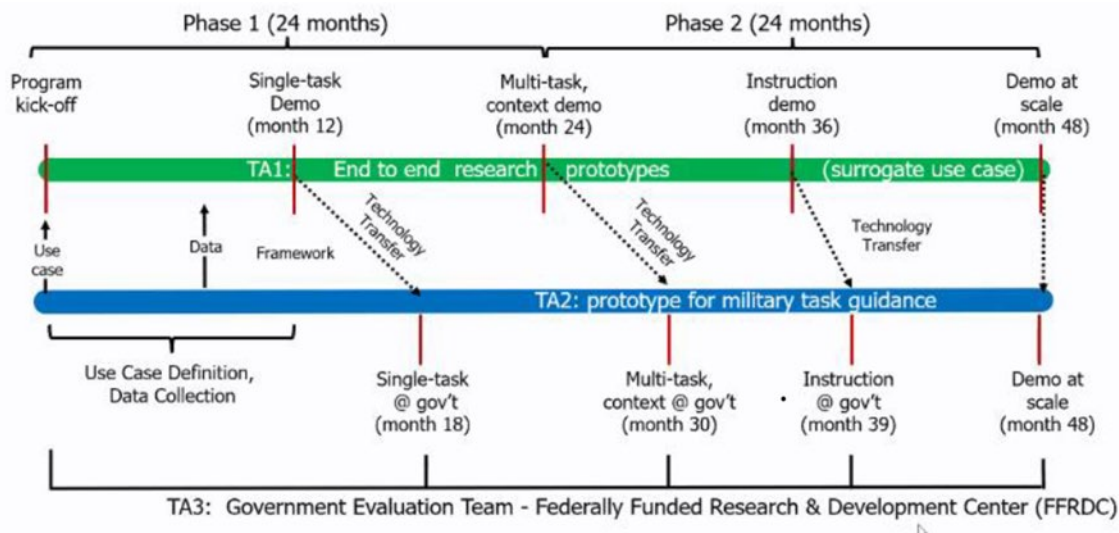 Phase 1 (24 months)
Phase 2 (24 months)
Program
kick-off
Single-task
Demo
(month 12)
Multi-task,
context demo
(month 24)
Instruction
demo
(month 36)
Demo at
scale
(month 48)
TA1: End to end research prototypes (surrogate use case)
Use
case
Data
Framework
Technology
Transfer
Technology
Transfer
Technology
Transfer
TA2: prototype for military task guidance
Use Case Definition,
Data Collection
Single-task
@ gov't
(month 18)
Multi-task,
context @ gov't
(month 30)
Instruction
@ gov't
(month 39)
Demo at
scale
(month 48)
TA3: Government Evaluation Team - Federally Funded Research & Development Center (FFRDC)